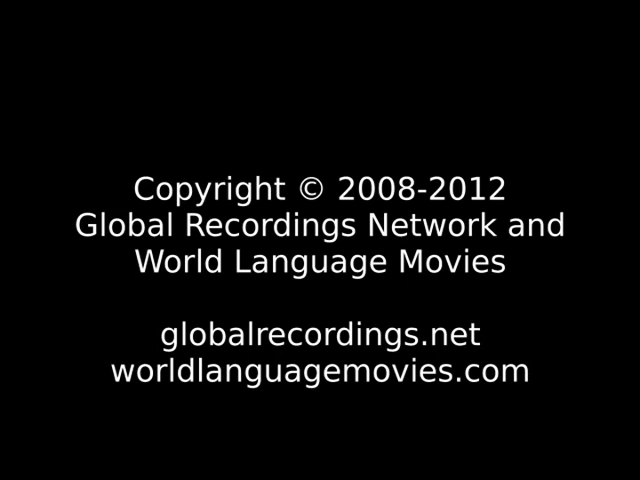 Copyright © 2008-2012
Global Recordings Network and
World Language Movies
globalrecordings.net
worldlanguagemovies.com